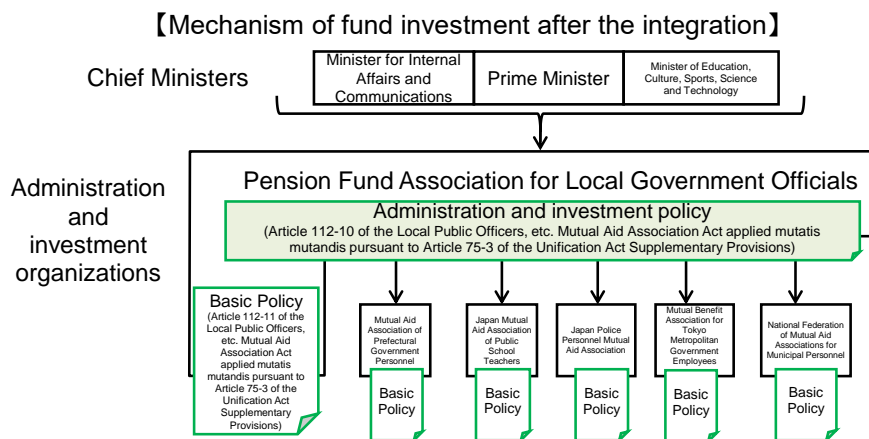 【Mechanism of fund investment after the integration】
Chief Ministers
Minister for Internal
Affairs and
Communications
Prime Minister
Minister of Education,
Culture, Sports, Science
and Technology
Administration
and
investment
organizations
Pension Fund Association for Local Government Officials
Administration and investment policy
(Article 112-10 of the Local Public Officers, etc. Mutual Aid Association Act applied mutatis
mutandis pursuant to Article 75-3 of the Unification Act Supplementary Provisions)
Basic Policy
(Article 112-11 of the
Local Public Officers,
etc. Mutual Aid
Association Act
applied mutatis
mutandis pursuant to
Article 75-3 of the
Unification Act
Supplementary
Provisions)
Mutual Aid
Association of
Prefectural Government
Personnel
Basic
Policy
Japan Mutual
Aid Association
of Public
School Teachers
Basic
Policy
Japan Police
Personnel Mutual
Aid Association
Basic
Policy
Mutual Benefit
Association for
Tokyo
Metropolitan
Government
Employees
Basic
Policy
National Federation
of Mutual Aid
Associations for
Municipal Personnel
Basic
Policy